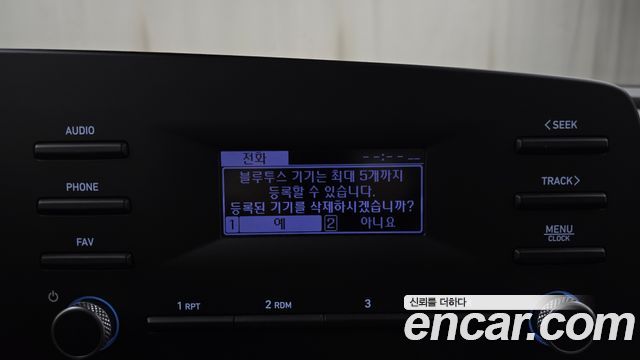 AUDIO
PHONE
FAV
전화 --:-- --
블루투스 기기는 최대 5개까지
등록할 수 있습니다.
등록된 기기를 삭제하시겠습니까?
1 예 2 아니요
<SEEK
TRACK>
MENU
CLOCK
1 RPT
2 RDM
3
신뢰를 더하다
encar.com